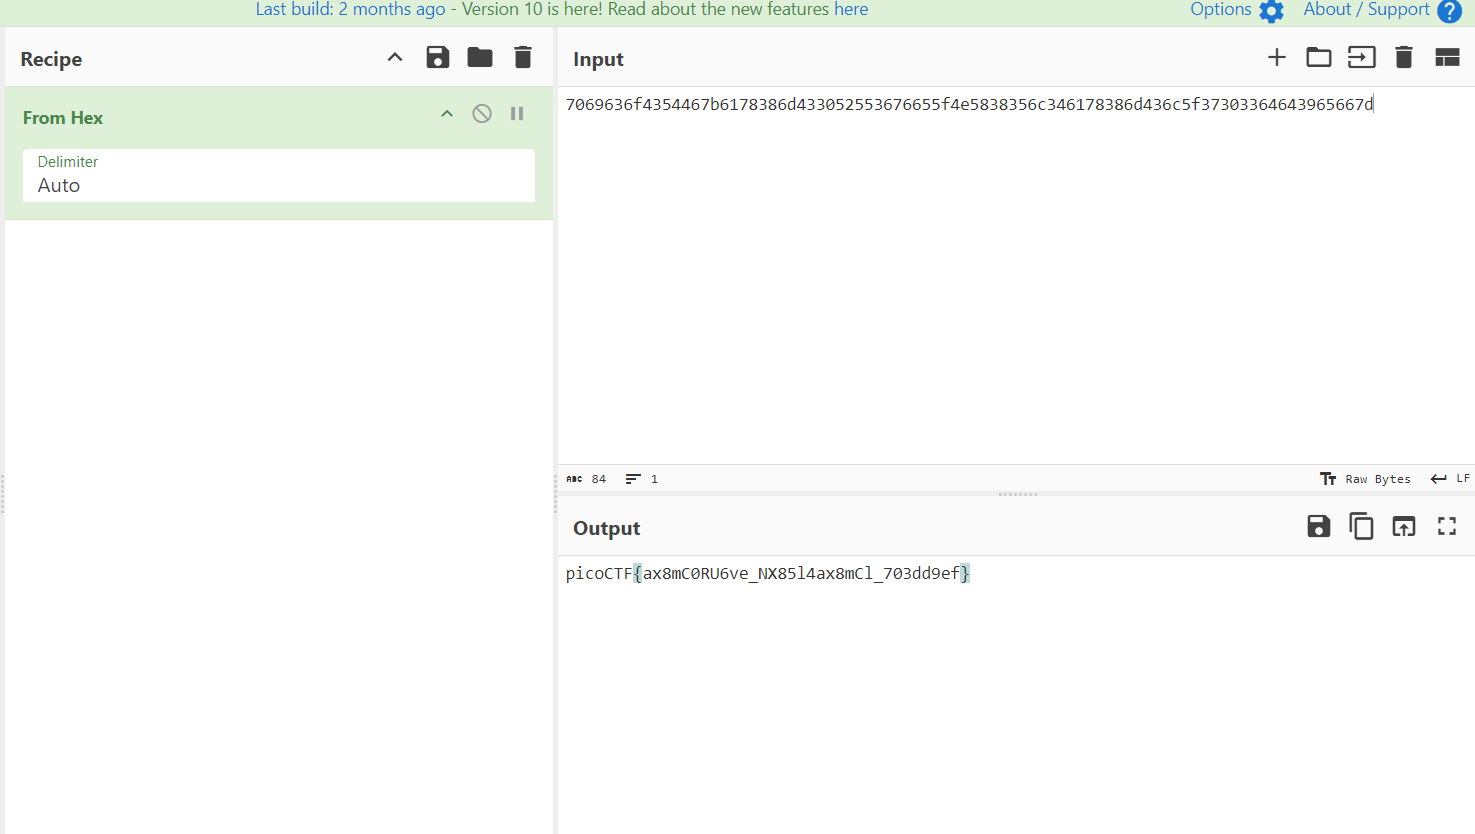 Last build: 2 months ago - Version 10 is here! Read about the new features here
Options About / Support ?
Recipe
From Hex
Delimiter
Auto
Input
7069636f4354467b6178386d433052553676655f4e5838356c346178386d436c5f37303364643965667d
ABC 84 1
Tr Raw Bytes LF
Output
picoCTF{ax8mC0RU6ve_NX85l4ax8mCl_703dd9ef}